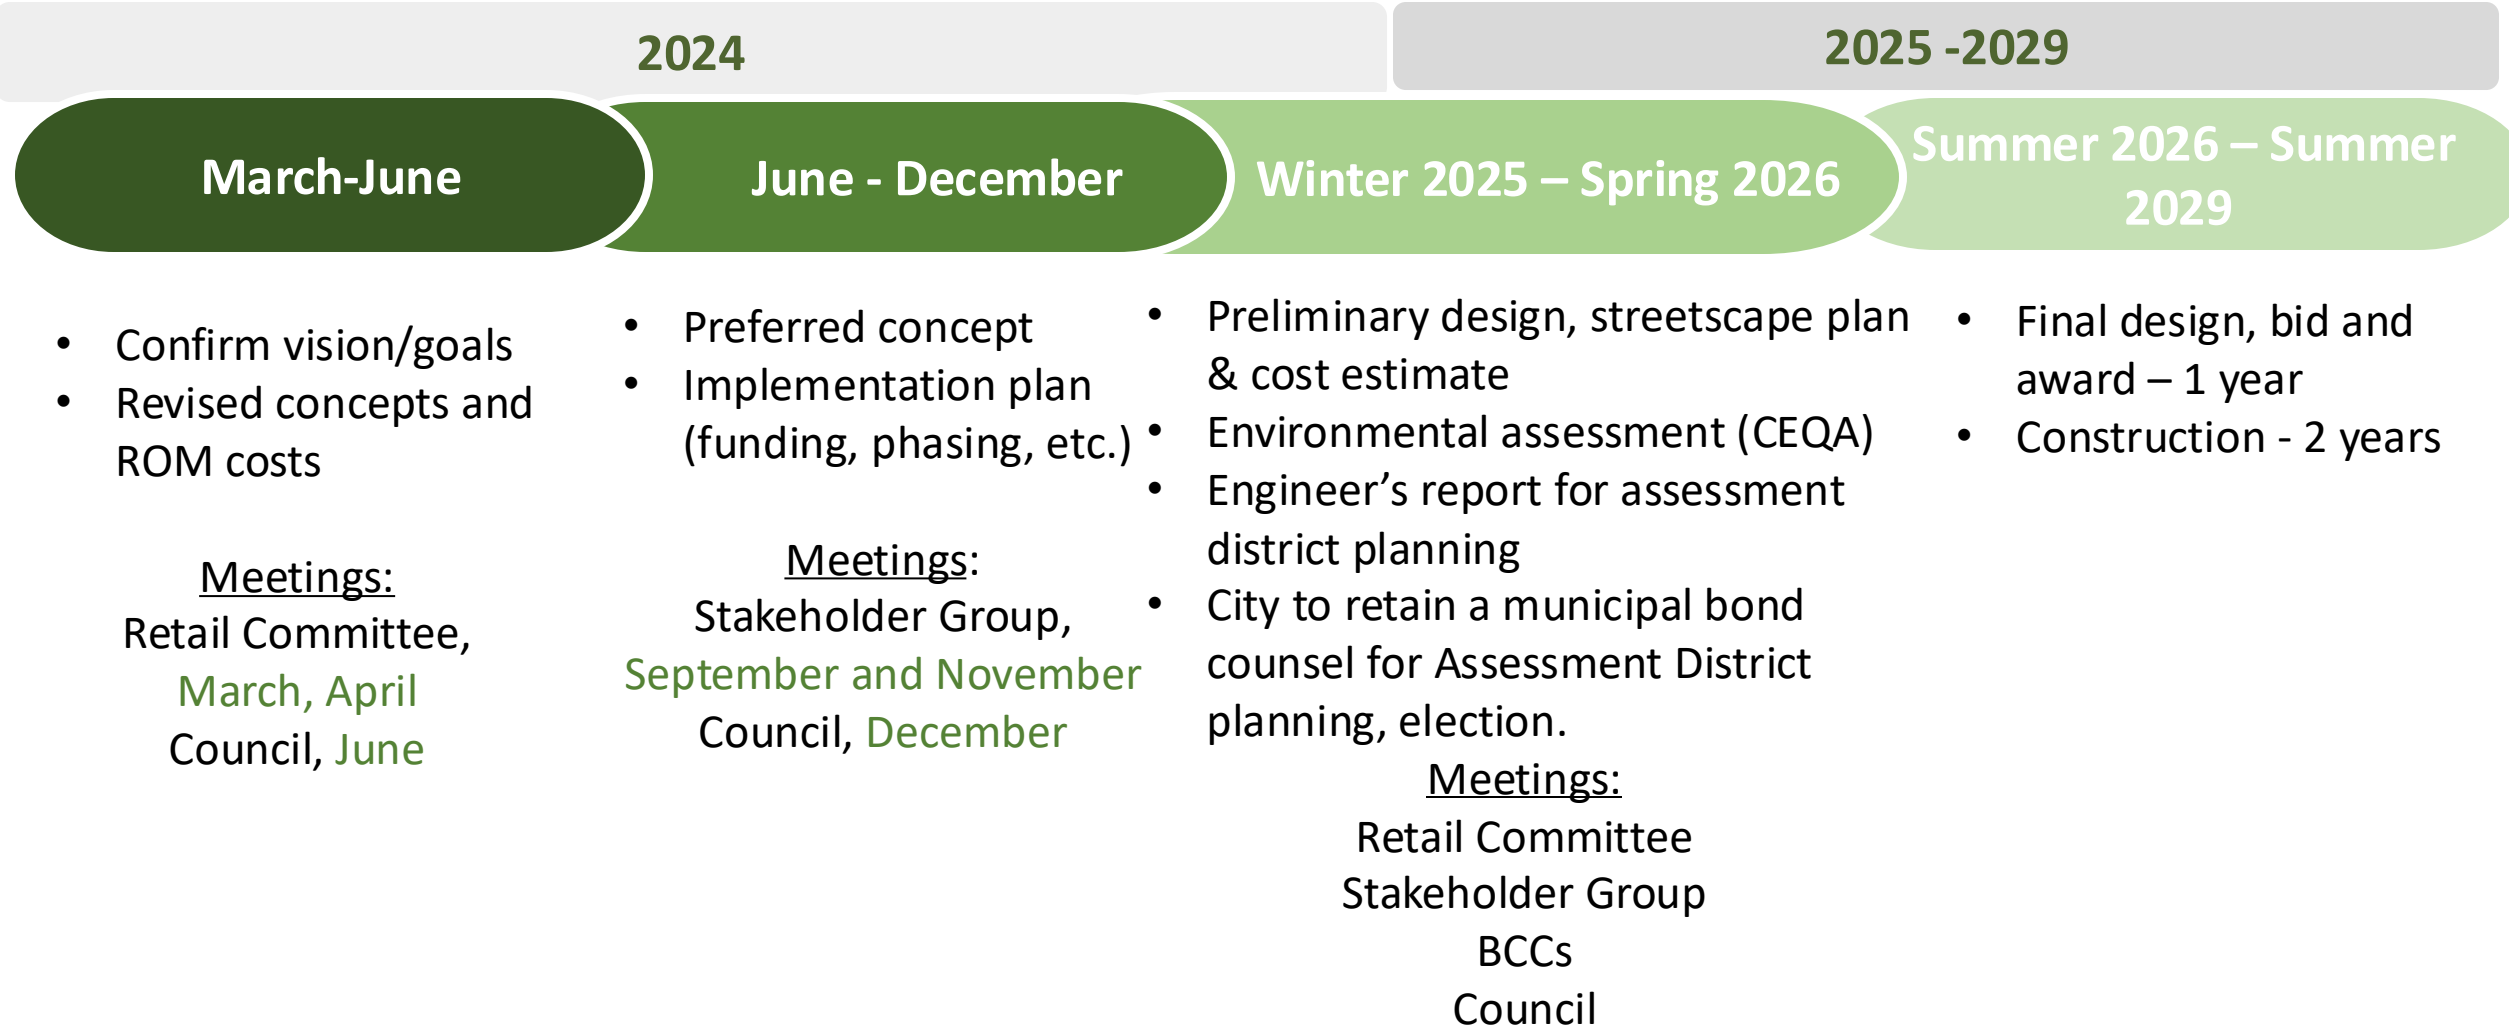 2024
2025 -2029
March-June
June - December
Winter 2025 – Spring 2026
Summer 2026 – Summer
2029
• Confirm vision/goals
• Revised concepts and
ROM costs
Meetings:
Retail Committee,
March, April
Council, June
• Preferred concept
• Implementation plan
(funding, phasing, etc.)
Meetings:
Stakeholder Group,
September and November
Council, December
• Preliminary design, streetscape plan
& cost estimate
• Environmental assessment (CEQA)
• Engineer’s report for assessment
district planning
• City to retain a municipal bond
counsel for Assessment District
planning, election.
Meetings:
Retail Committee
Stakeholder Group
BCCs
Council
• Final design, bid and
award – 1 year
• Construction - 2 years